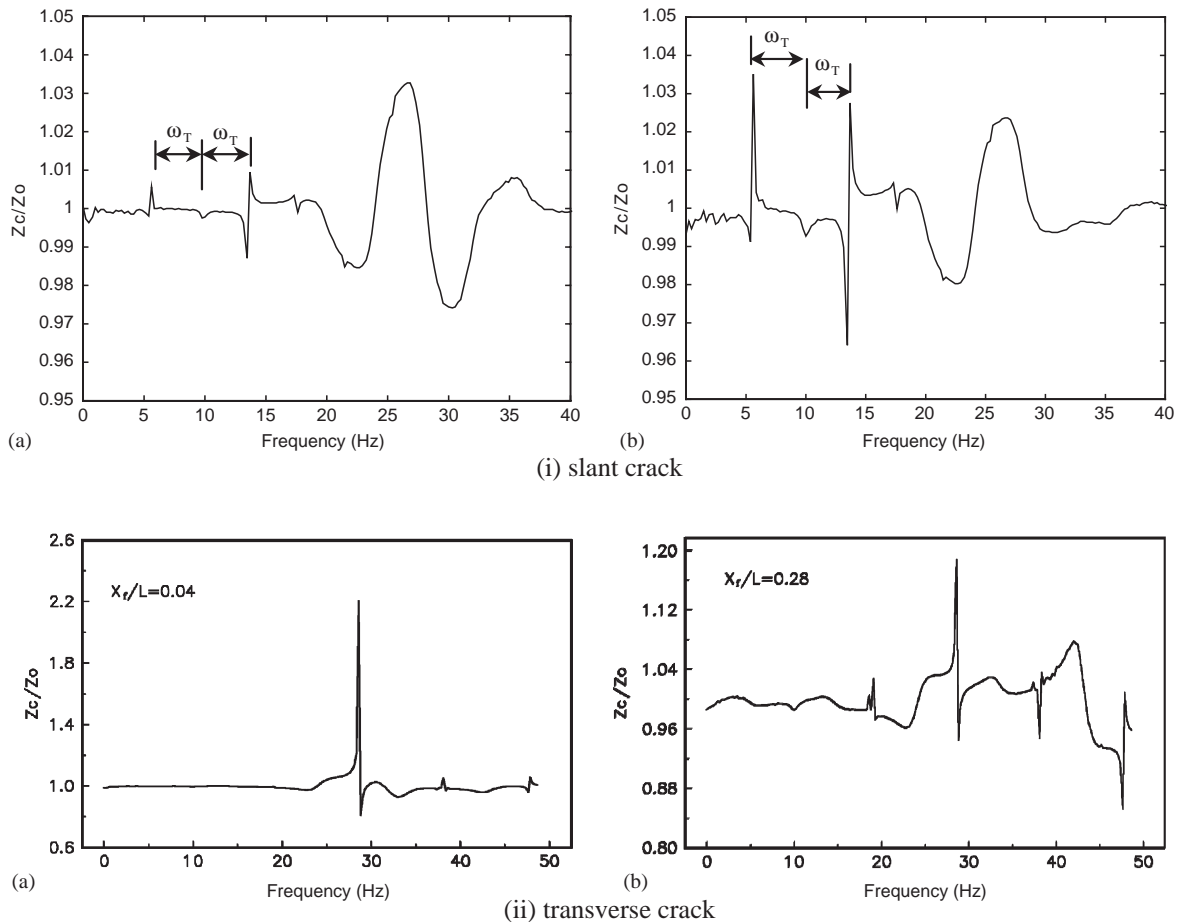 1.05
1.04
1.03
1.02
1.01
1
0.99
0.98
0.97
0.96
0.95
Zc/Zo
ω_T ω_T
0 5 10 15 20 25 30 35 40
Frequency (Hz)
(a)
1.05
1.04
1.03
1.02
1.01
1
0.99
0.98
0.97
0.96
0.95
Zc/Zo
ω_T
ω_T
0 5 10 15 20 25 30 35 40
Frequency (Hz)
(b)
(i) slant crack
2.6
2.2
1.8
1.4
1.0
0.6
Zc/Zo
X_f/L=0.04
0 10 20 30 40 50
Frequency (Hz)
(a)
1.20
1.12
1.04
0.96
0.88
0.80
Zc/Zo
X_f/L=0.28
0 10 20 30 40 50
Frequency (Hz)
(b)
(ii) transverse crack